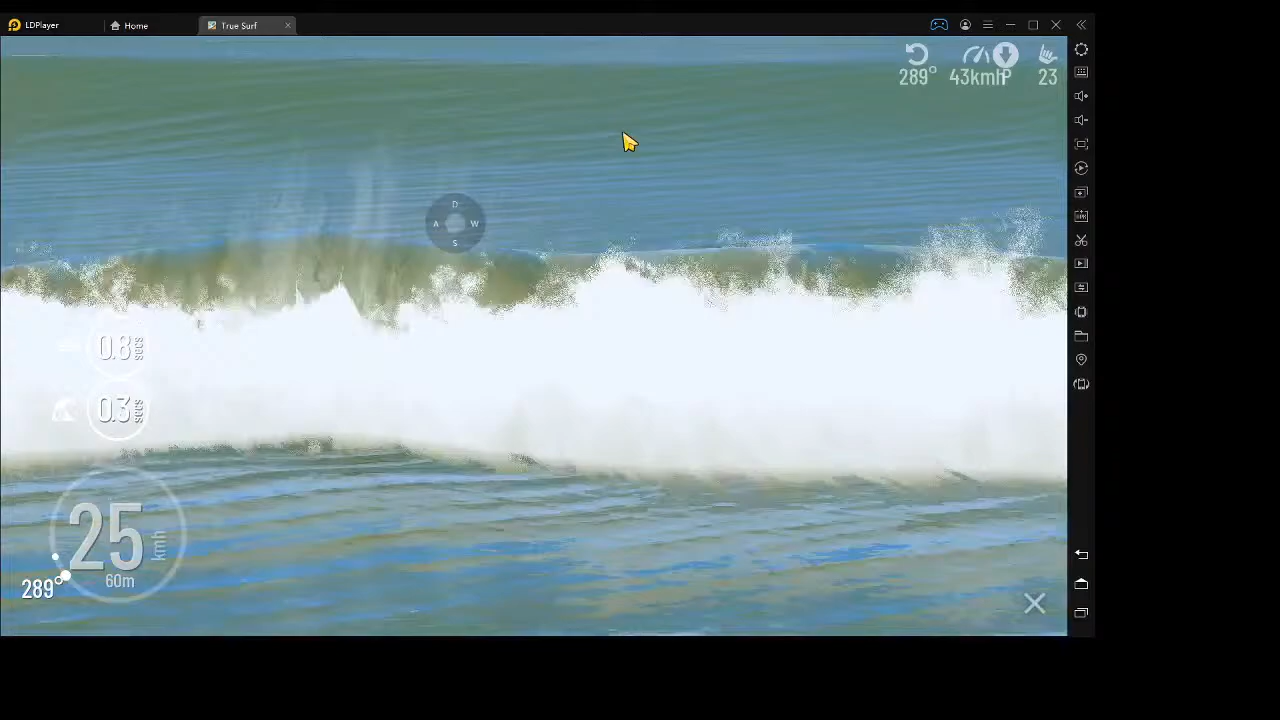 LDPlayer
Home
True Surf
289° 43kmh P 23
D
A W
S
0.8 secs
0.3 secs
25 kmh
60m
289°